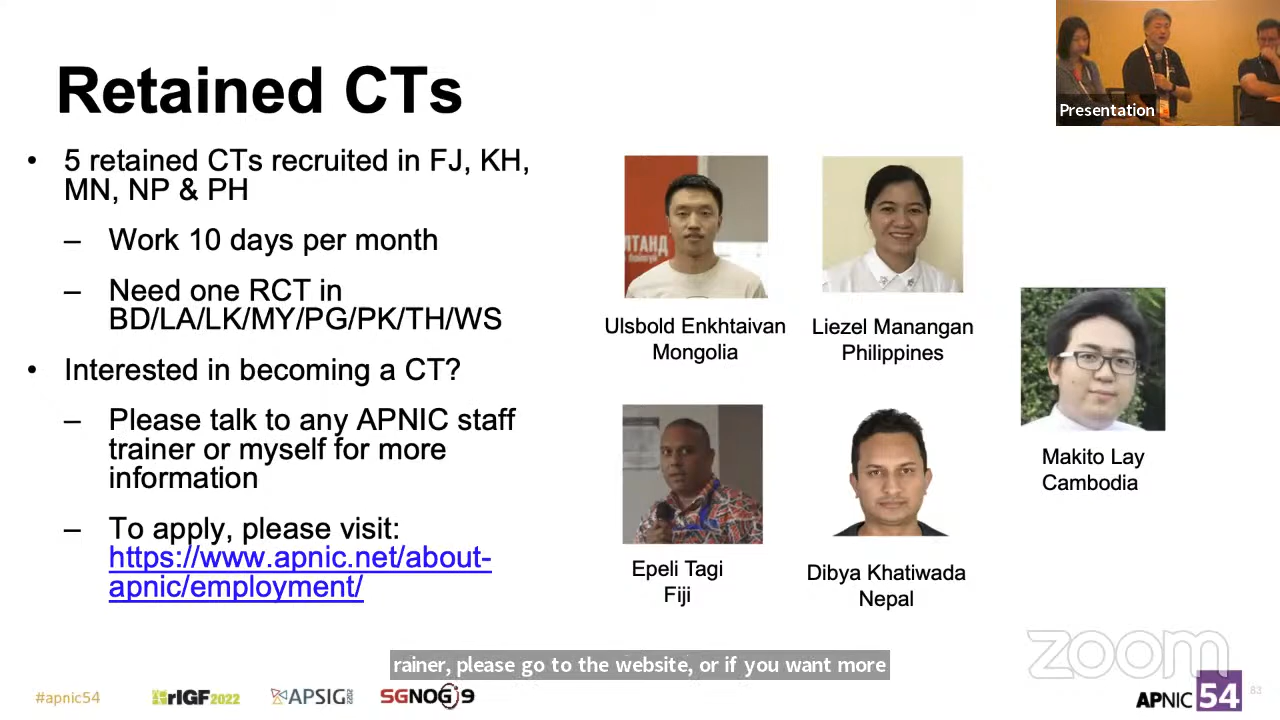 Retained CTs
• 5 retained CTs recruited in FJ, KH,
MN, NP & PH
– Work 10 days per month
– Need one RCT in
BD/LA/LK/MY/PG/PK/TH/WS
• Interested in becoming a CT?
– Please talk to any APNIC staff
trainer or myself for more
information
– To apply, please visit:
https://www.apnic.net/about-
apnic/employment/
Presentation
ЛТАНД
Ulsbold Enkhtaivan
Mongolia
Liezel Manangan
Philippines
Makito Lay
Cambodia
Epeli Tagi
Fiji
Dibya Khatiwada
Nepal
rainer, please go to the website, or if you want more
zoom
#apnic54
rIGF2022
APSIG
SGNOG 9
APNIC 54
83